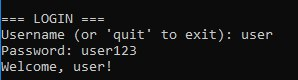 === LOGIN ===
Username (or 'quit' to exit): user
Password: user123
Welcome, user!